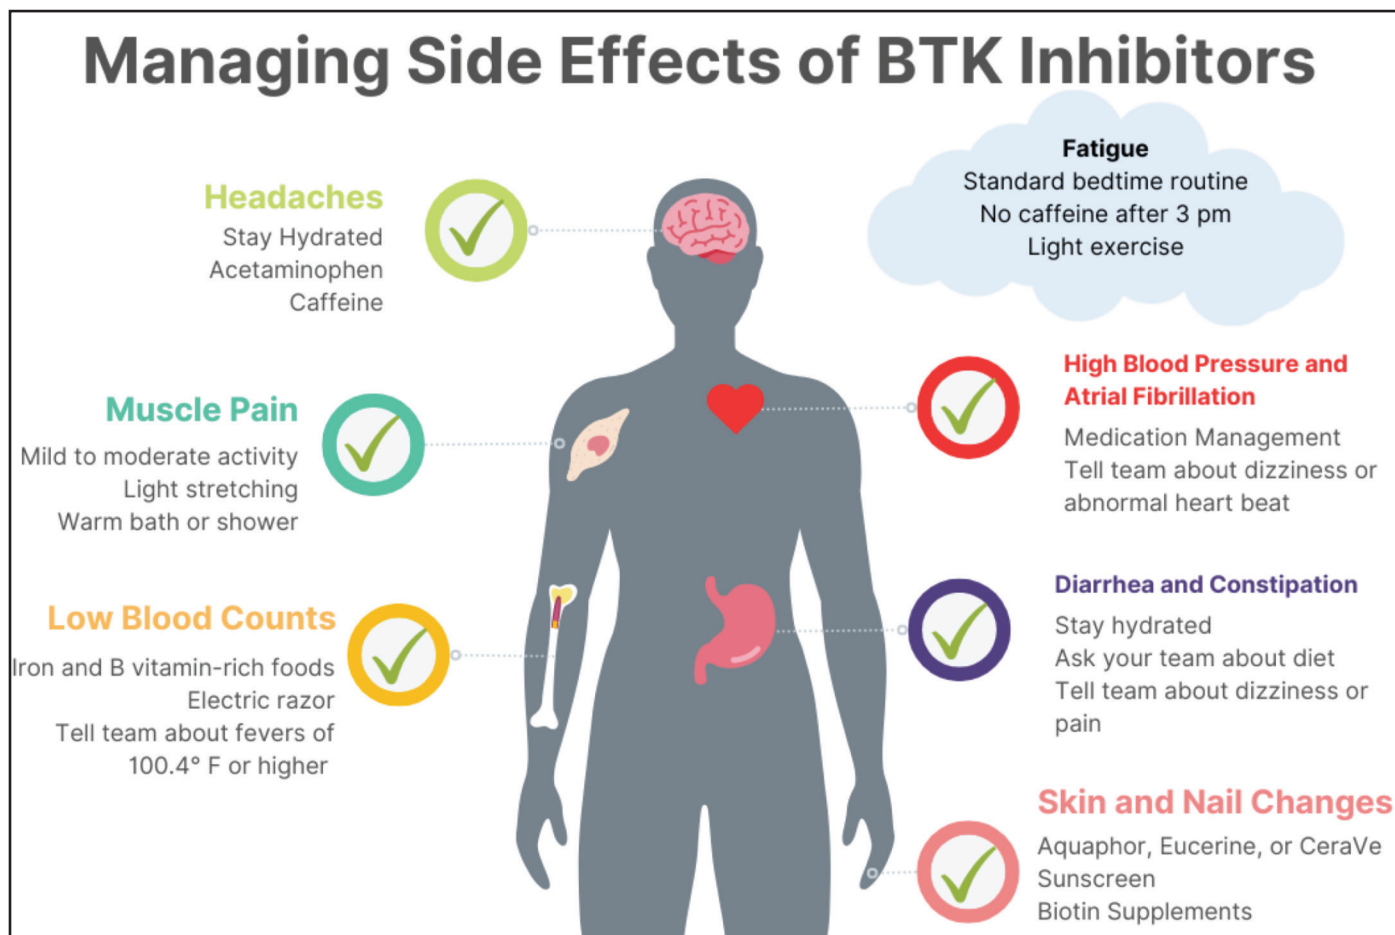 Managing Side Effects of BTK Inhibitors
Fatigue
Standard bedtime routine
No caffeine after 3 pm
Light exercise
Headaches
Stay Hydrated
Acetaminophen
Caffeine
High Blood Pressure and
Atrial Fibrillation
Medication Management
Tell team about dizziness or
abnormal heart beat
Muscle Pain
Mild to moderate activity
Light stretching
Warm bath or shower
Diarrhea and Constipation
Stay hydrated
Ask your team about diet
Tell team about dizziness or
pain
Low Blood Counts
Iron and B vitamin-rich foods
Electric razor
Tell team about fevers of
100.4° F or higher
Skin and Nail Changes
Aquaphor, Eucerine, or CeraVe
Sunscreen
Biotin Supplements